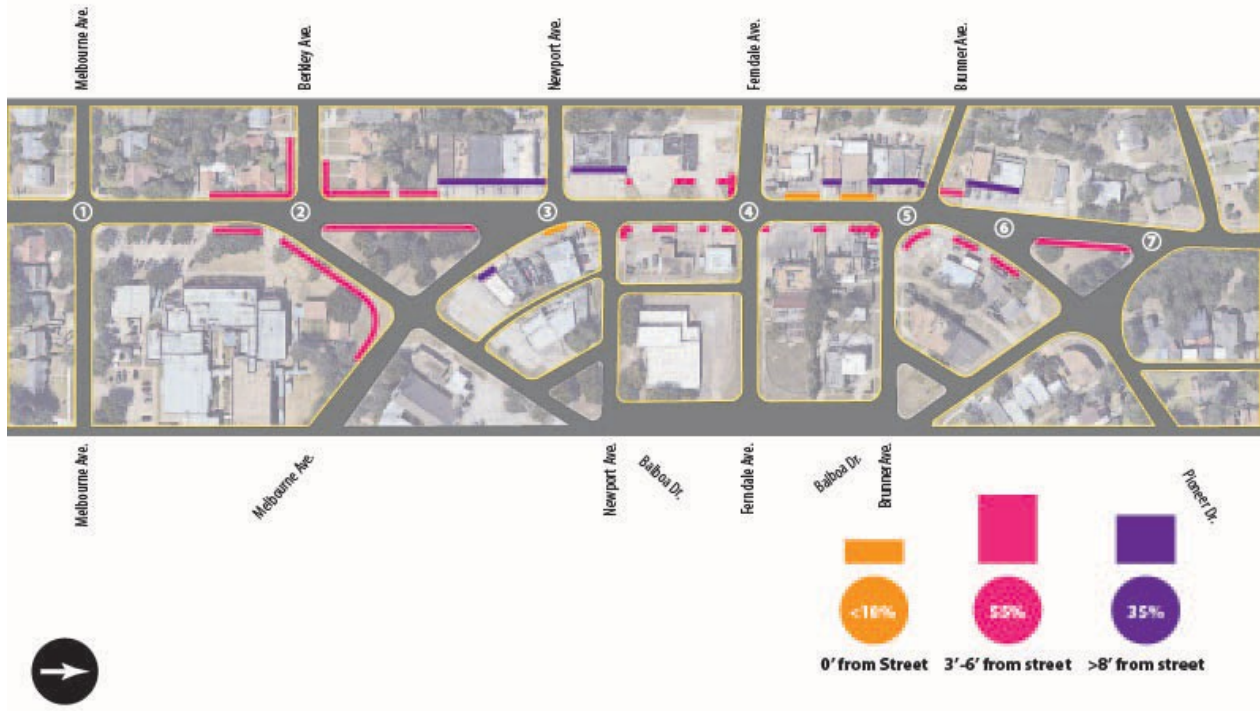 Melbourne Ave.
Berkley Ave.
Newport Ave.
Ferndale Ave.
Brunner Ave.
1
2
3
4
5
6
7
Melbourne Ave.
Melbourne Ave.
Newport Ave.
Balboa Dr.
Ferndale Ave.
Balboa Dr.
Brunner Ave.
Pioneer Dr.
<10% 55% 35%
0' from Street 3'-6' from street >8' from street